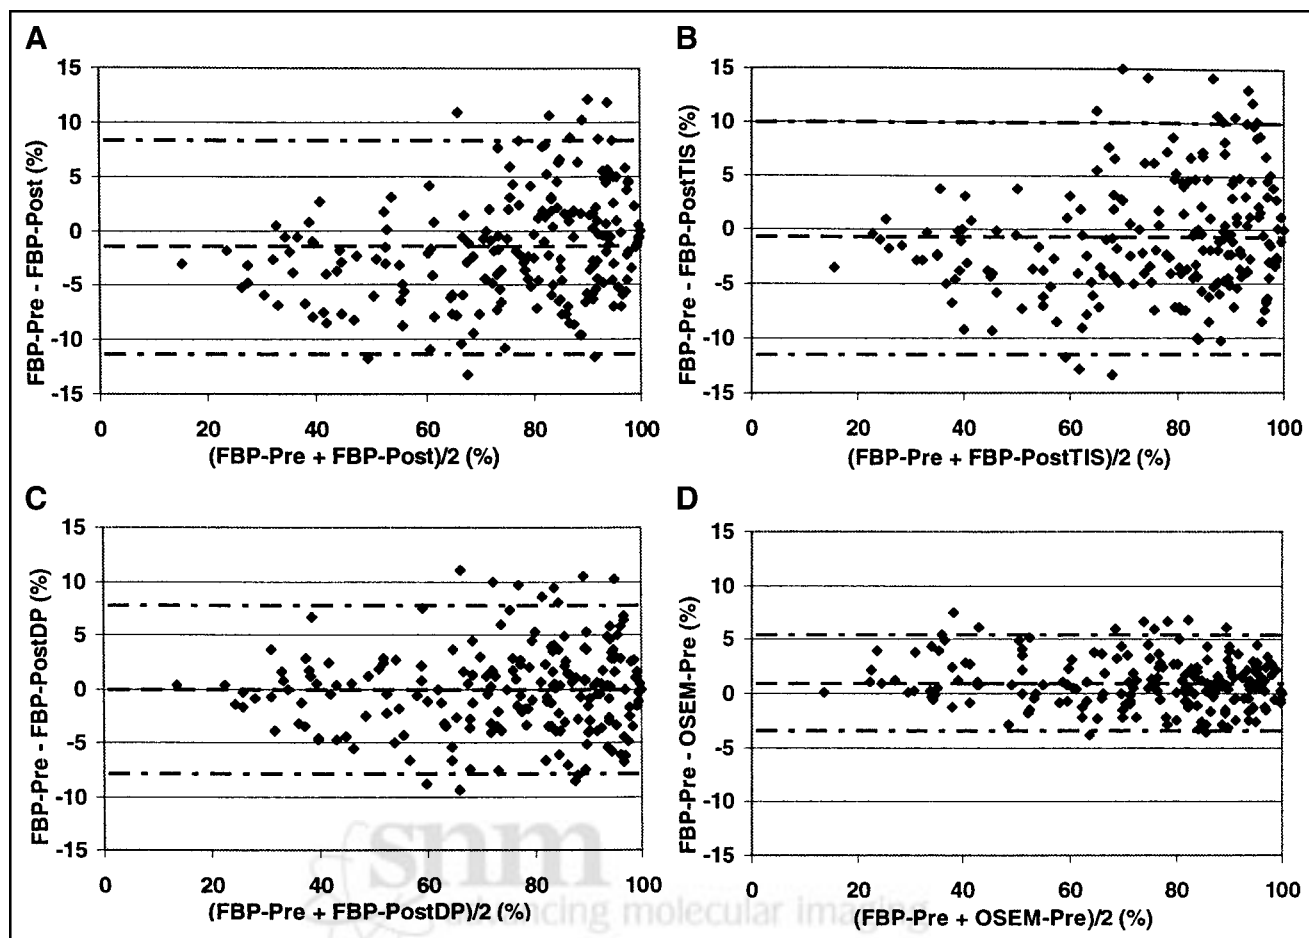 A
15
10
5
0
-5
-10
-15
0 20 40 60 80 100
FBP-Pre - FBP-Post (%)
(FBP-Pre + FBP-Post)/2 (%)
B
15
10
5
0
-5
-10
-15
0 20 40 60 80 100
FBP-Pre - FBP-PostTIS (%)
(FBP-Pre + FBP-PostTIS)/2 (%)
C
15
10
5
0
-5
-10
-15
0 20 40 60 80 100
FBP-Pre - FBP-PostDP (%)
(FBP-Pre + FBP-PostDP)/2 (%)
D
15
10
5
0
-5
-10
-15
0 20 40 60 80 100
FBP-Pre - OSEM-Pre (%)
(FBP-Pre + OSEM-Pre)/2 (%)
snm
advancing molecular imaging